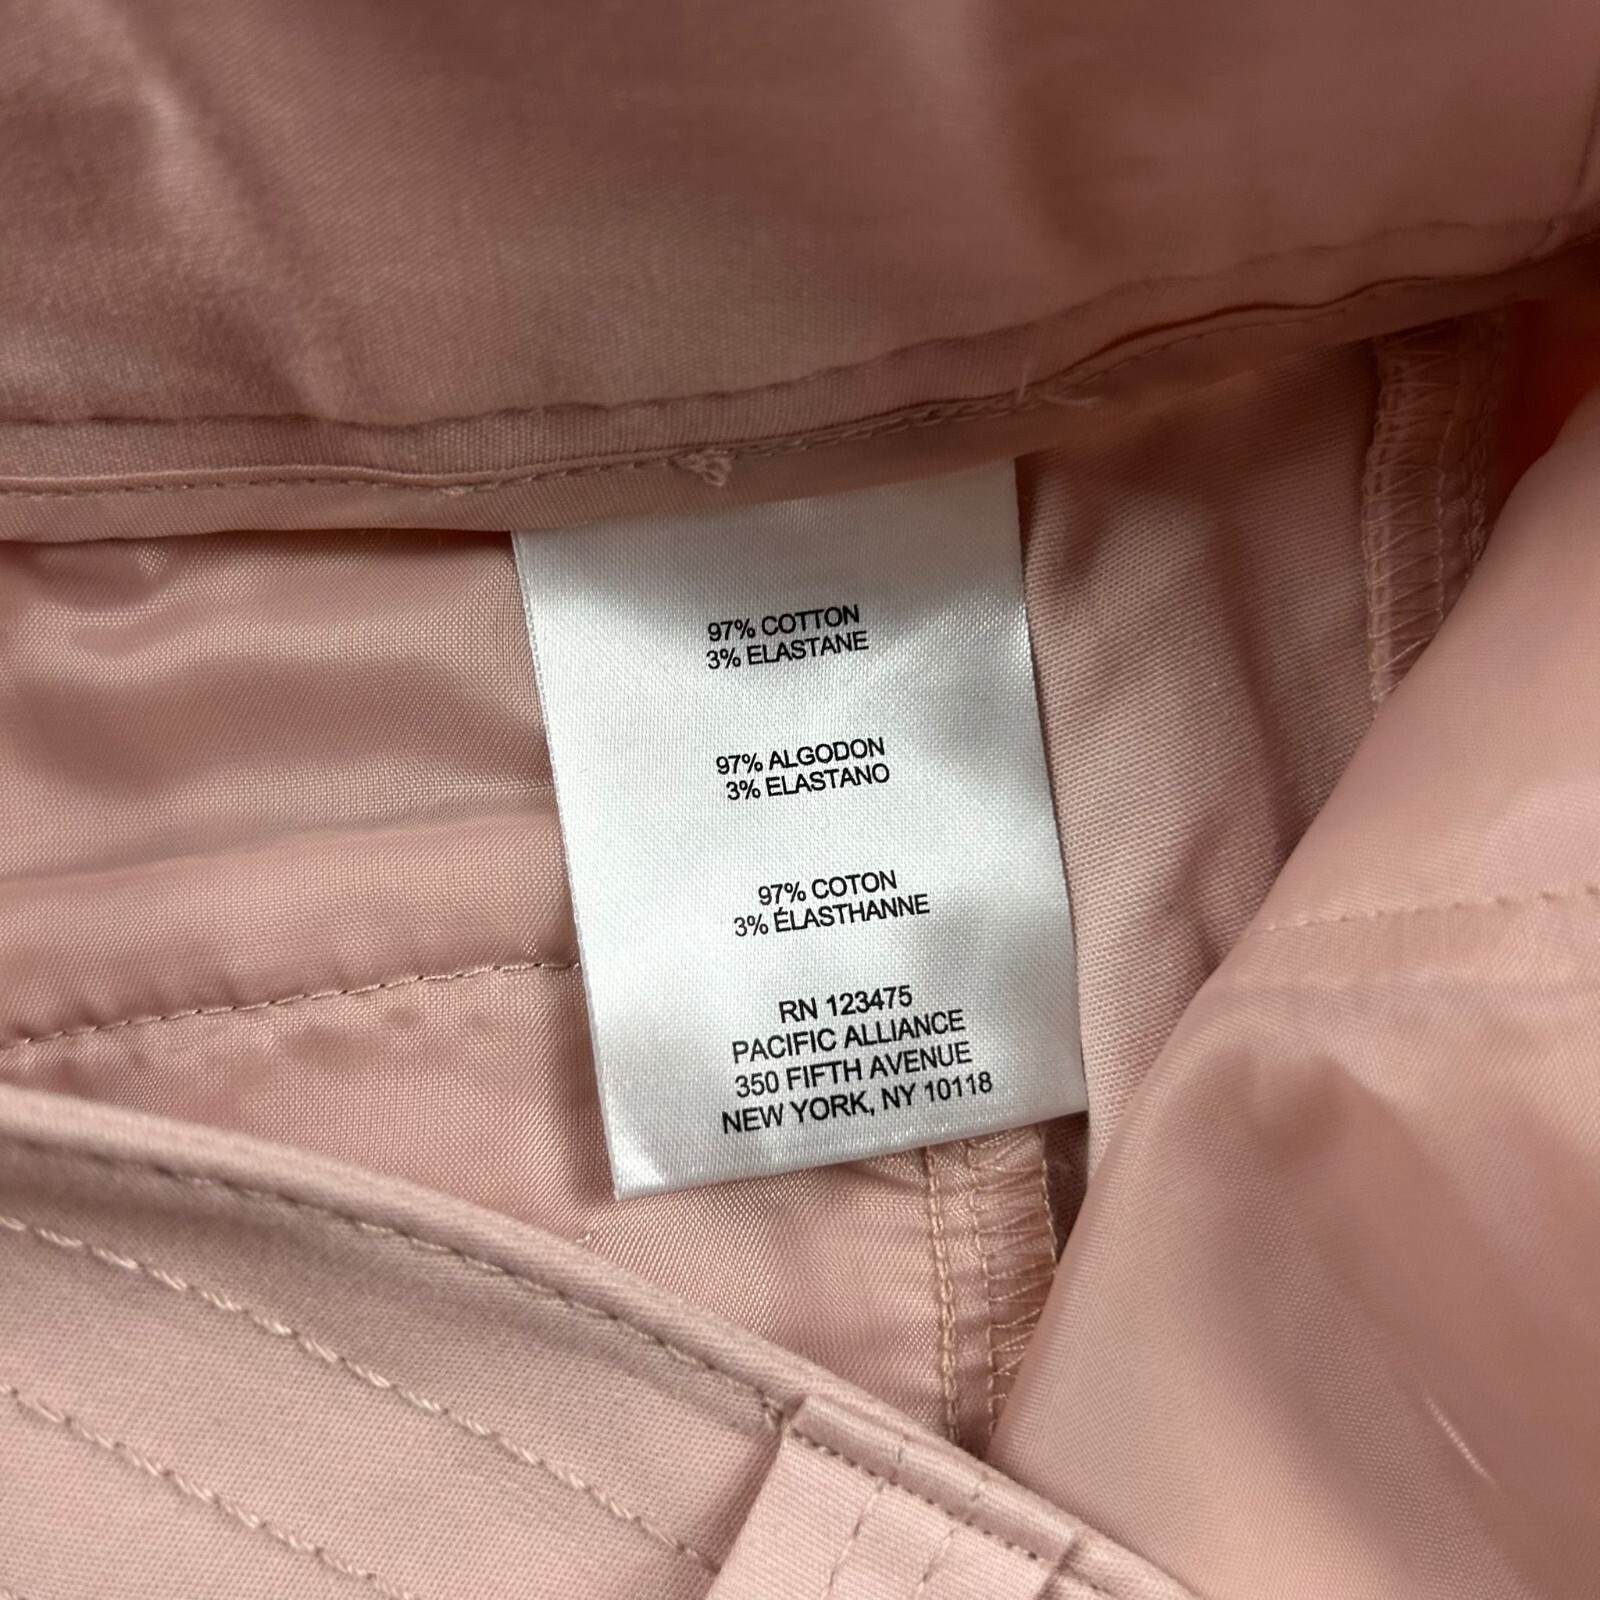 97% COTTON
3% ELASTANE
97% ALGODON
3% ELASTANO
97% COTON
3% ÉLASTHANNE
RN 123475
PACIFIC ALLIANCE
350 FIFTH AVENUE
NEW YORK, NY 10118